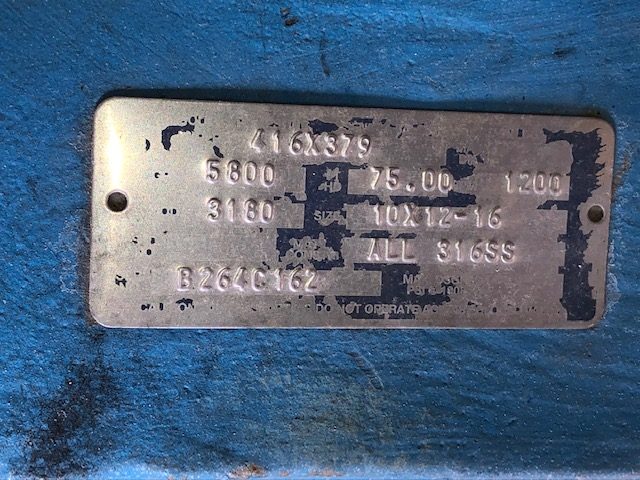 416X379
5800 HD 75.00 1200
3180 SIZE 10X12-16
ALL 316SS
B264C162
DO NOT OPERATE